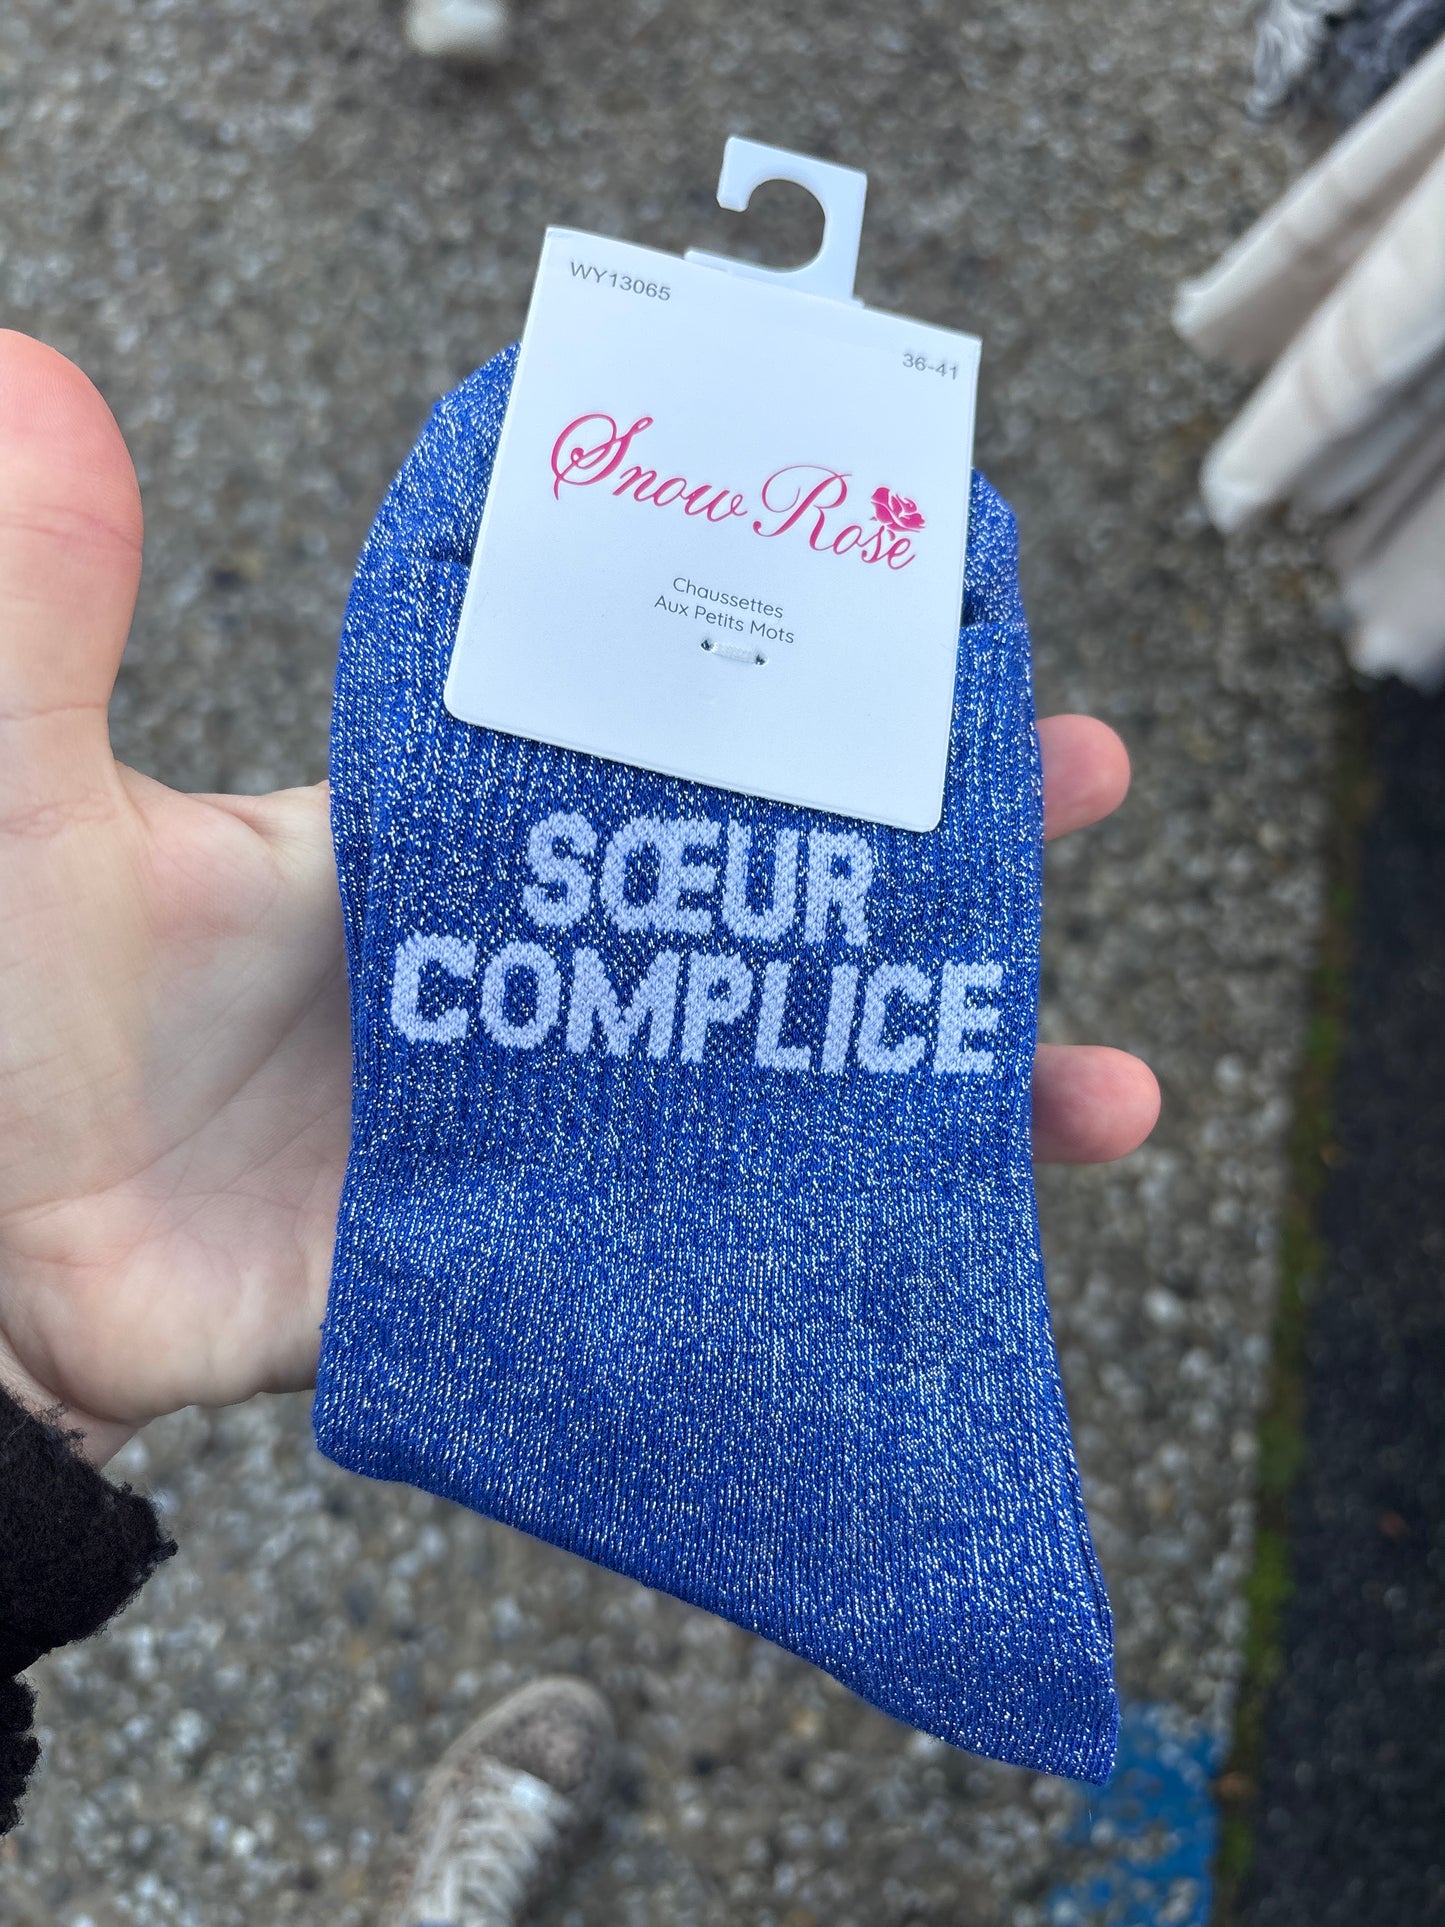 WY13065
36-41
Snow Rose
Chaussettes
Aux Petits Mots
SŒUR
COMPLICE